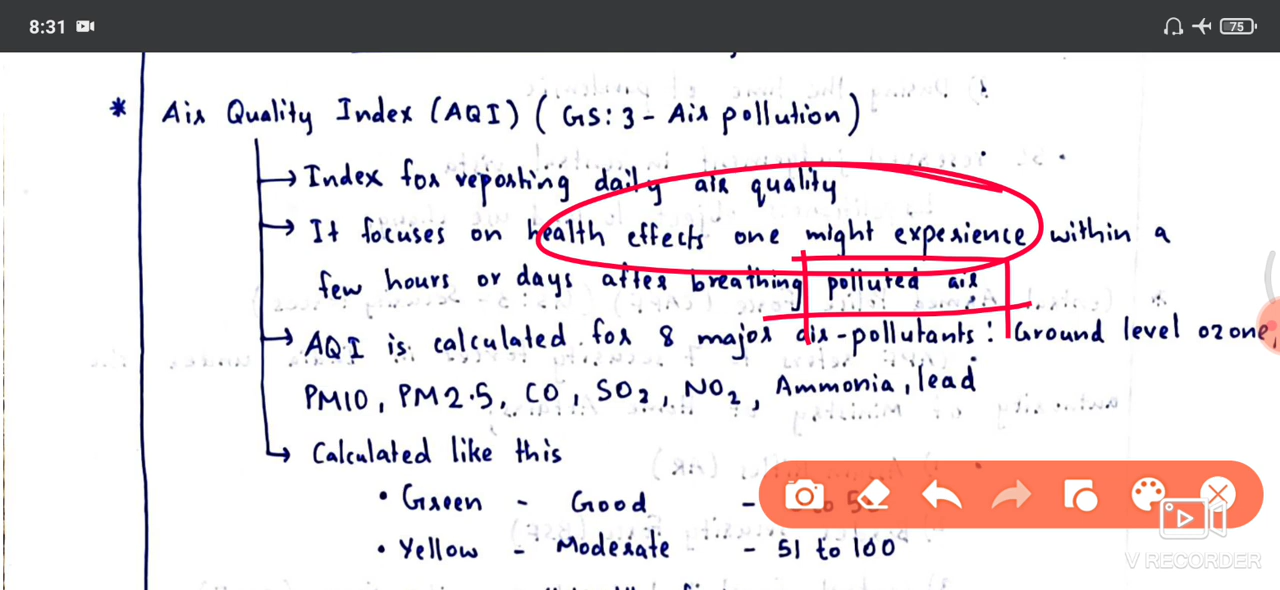 8:31
75
* Air Quality Index (AQI) (GS:3 - Air pollution)
→ Index for reporting daily air quality
→ It focuses on health effects one might experience within a
few hours or days after breathing polluted air
→ AQI is calculated for 8 major air-pollutants: Ground level ozone,
PM10, PM2.5, CO, SO2, NO2, Ammonia, lead
→ Calculated like this
• Green - Good -
• Yellow - Moderate - 51 to 100
V RECORDER